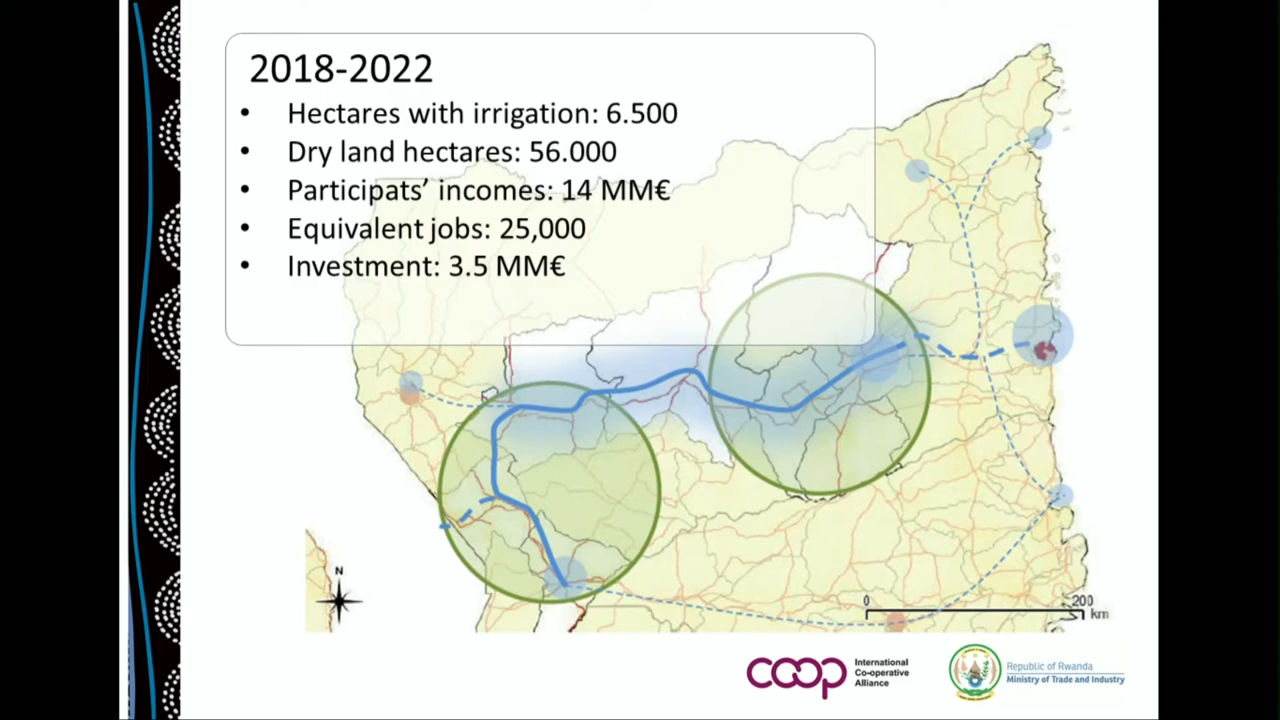 2018-2022
• Hectares with irrigation: 6.500
• Dry land hectares: 56.000
• Participats’ incomes: 14 MM€
• Equivalent jobs: 25,000
• Investment: 3.5 MM€
N
0 200
km
coop
International
Co-operative
Alliance
Republic of Rwanda
Ministry of Trade and Industry